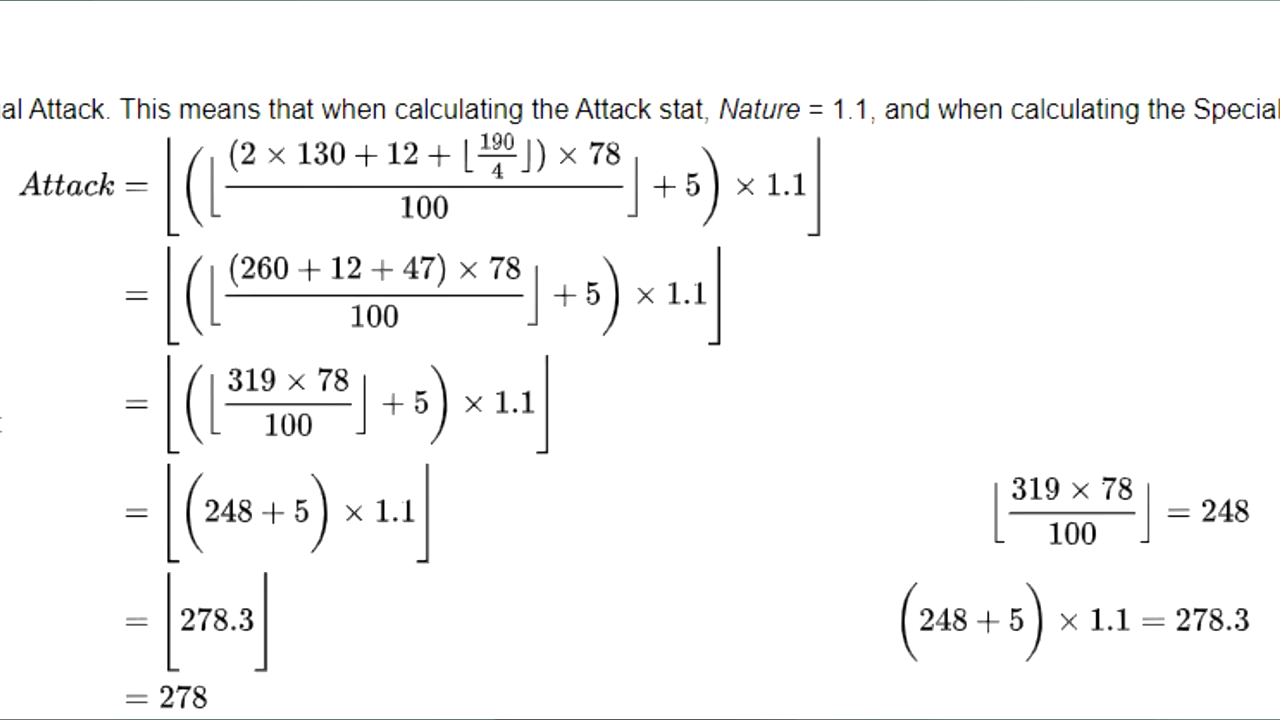 al Attack. This means that when calculating the Attack stat, Nature = 1.1, and when calculating the Special
Attack = ⌊(⌊((2 × 130 + 12 + ⌊190/4⌋) × 78)/100⌋ + 5) × 1.1⌋
= ⌊(⌊((260 + 12 + 47) × 78)/100⌋ + 5) × 1.1⌋
= ⌊(⌊(319 × 78)/100⌋ + 5) × 1.1⌋
= ⌊(248 + 5) × 1.1⌋ ⌊(319 × 78)/100⌋ = 248
= ⌊278.3⌋ (248 + 5) × 1.1 = 278.3
= 278